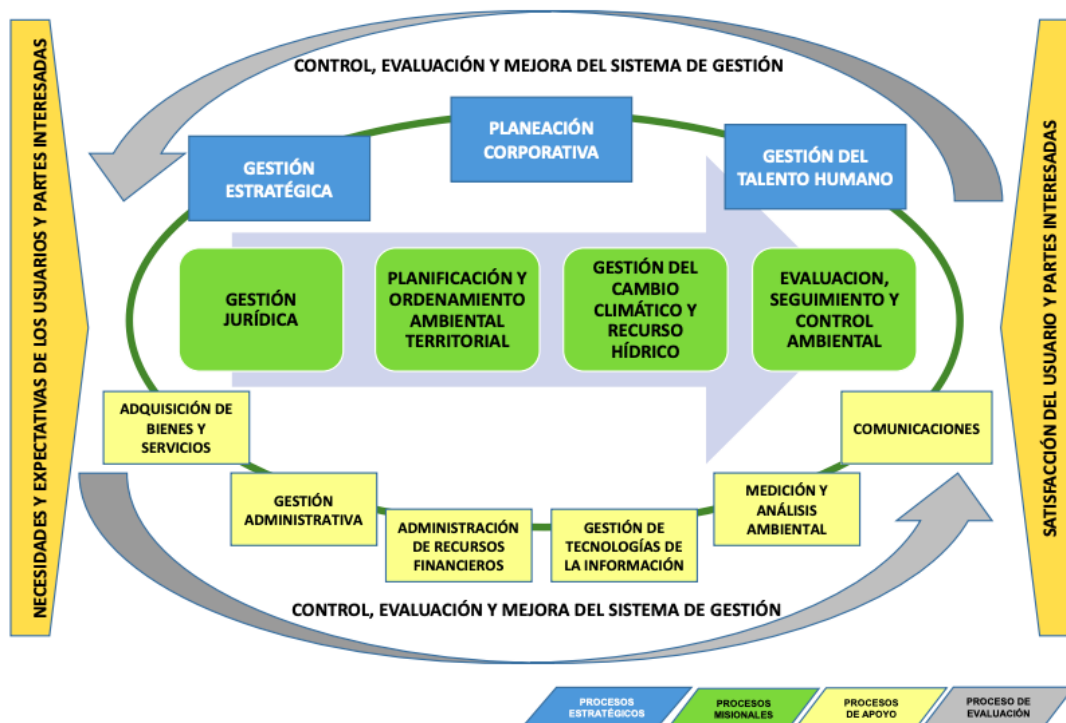 NECESIDADES Y EXPECTATIVAS DE LOS USUARIOS Y PARTES INTERESADAS
CONTROL, EVALUACIÓN Y MEJORA DEL SISTEMA DE GESTIÓN
GESTIÓN
ESTRATÉGICA
PLANEACIÓN
CORPORATIVA
GESTIÓN DEL
TALENTO HUMANO
GESTIÓN
JURÍDICA
PLANIFICACIÓN Y
ORDENAMIENTO
AMBIENTAL
TERRITORIAL
GESTIÓN DEL
CAMBIO
CLIMÁTICO Y
RECURSO
HÍDRICO
EVALUACION,
SEGUIMIENTO Y
CONTROL
AMBIENTAL
ADQUISICIÓN DE
BIENES Y
SERVICIOS
GESTIÓN
ADMINISTRATIVA
ADMINISTRACIÓN
DE RECURSOS
FINANCIEROS
GESTIÓN DE
TECNOLOGÍAS DE
LA INFORMACIÓN
MEDICIÓN Y
ANÁLISIS
AMBIENTAL
COMUNICACIONES
CONTROL, EVALUACIÓN Y MEJORA DEL SISTEMA DE GESTIÓN
SATISFACCIÓN DEL USUARIO Y PARTES INTERESADAS
PROCESOS
ESTRATÉGICOS
PROCESOS
MISIONALES
PROCESOS
DE APOYO
PROCESO DE
EVALUACIÓN